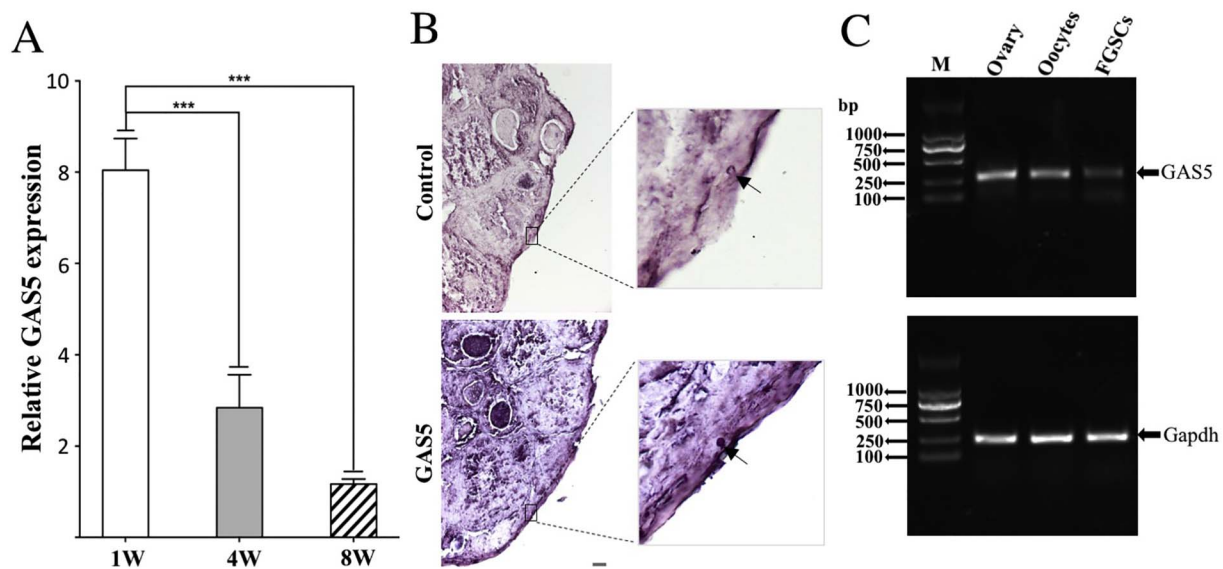 A
Relative GAS5 expression
10
8
6
4
2
***
***
1W
4W
8W
B
Control
GAS5
C
M
Ovary
Oocytes
FGSCs
bp
1000
750
500
250
100
GAS5
1000
750
500
250
100
Gapdh